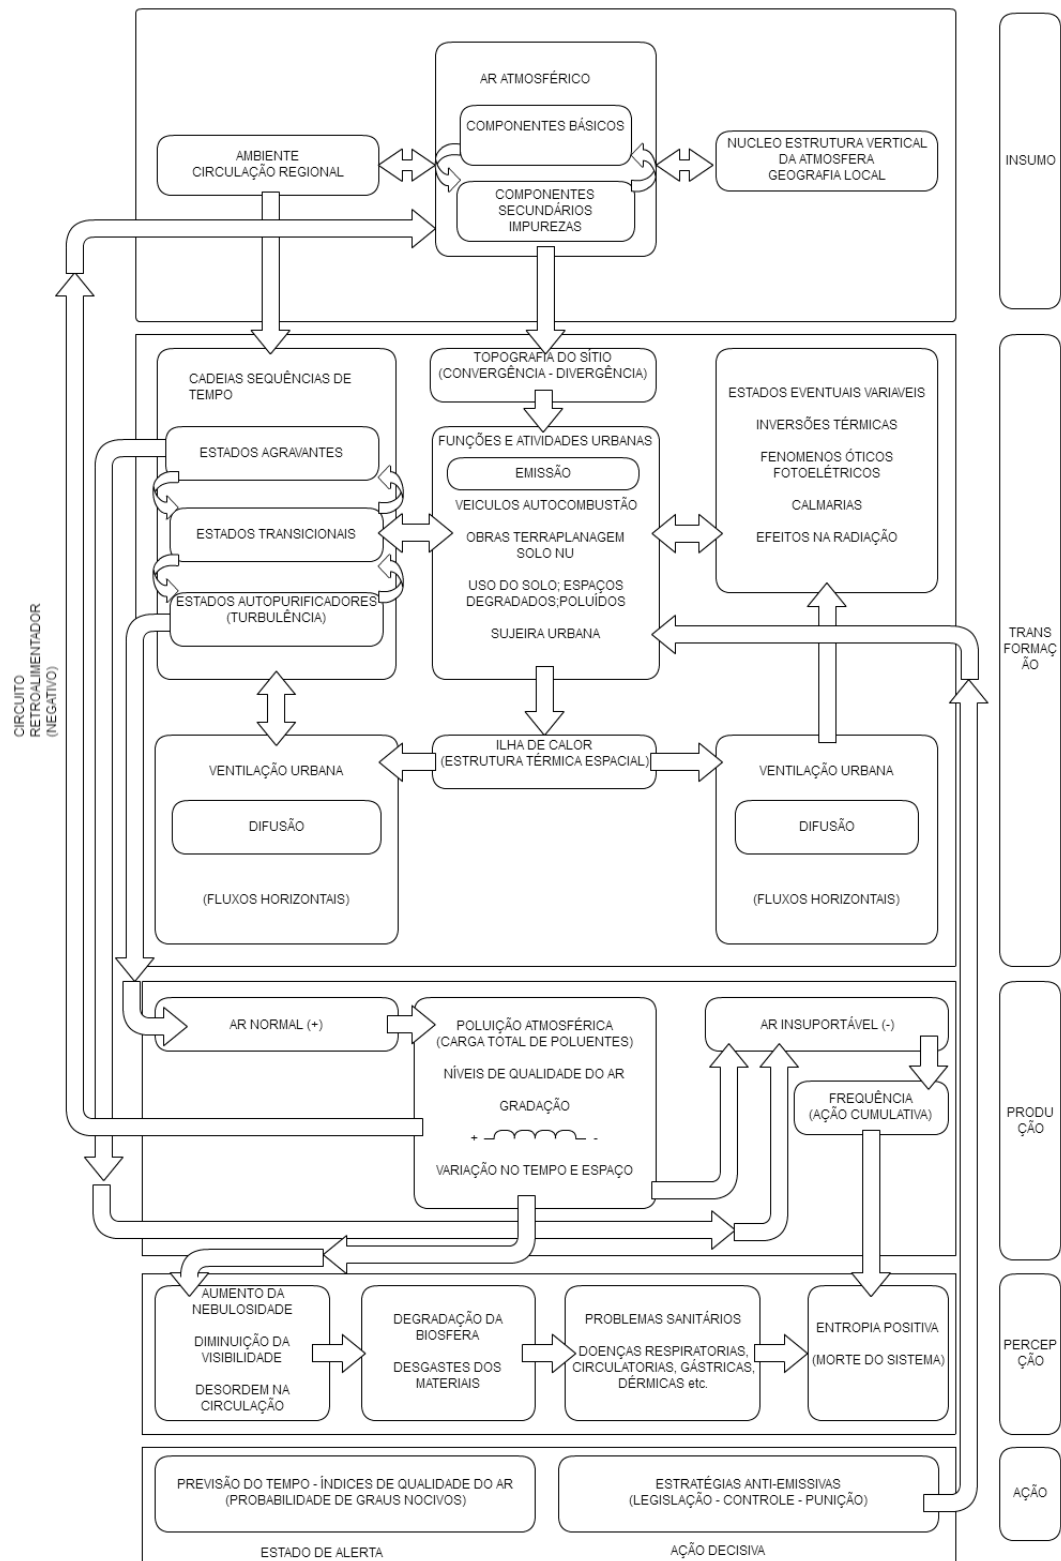 AR ATMOSFÉRICO
COMPONENTES BÁSICOS
AMBIENTE
CIRCULAÇÃO REGIONAL
NUCLEO ESTRUTURA VERTICAL
DA ATMOSFERA
GEOGRAFIA LOCAL
COMPONENTES
SECUNDÁRIOS
IMPUREZAS
INSUMO
CADEIAS SEQUÊNCIAS DE
TEMPO
ESTADOS AGRAVANTES
ESTADOS TRANSICIONAIS
ESTADOS AUTOPURIFICADORES
(TURBULÊNCIA)
TOPOGRAFIA DO SÍTIO
(CONVERGÊNCIA - DIVERGÊNCIA)
FUNÇÕES E ATIVIDADES URBANAS
EMISSÃO
VEICULOS AUTOCOMBUSTÃO
OBRAS TERRAPLANAGEM
SOLO NU
USO DO SOLO; ESPAÇOS
DEGRADADOS;POLUÍDOS
SUJEIRA URBANA
ESTADOS EVENTUAIS VARIAVEIS
INVERSÕES TÉRMICAS
FENOMENOS ÓTICOS
FOTOELÉTRICOS
CALMARIAS
EFEITOS NA RADIAÇÃO
TRANS
FORMAÇ
ÃO
CIRCUITO
RETROALIMENTADOR
(NEGATIVO)
VENTILAÇÃO URBANA
DIFUSÃO
(FLUXOS HORIZONTAIS)
ILHA DE CALOR
(ESTRUTURA TÉRMICA ESPACIAL)
VENTILAÇÃO URBANA
DIFUSÃO
(FLUXOS HORIZONTAIS)
AR NORMAL (+)
POLUIÇÃO ATMOSFÉRICA
(CARGA TOTAL DE POLUENTES)
NÍVEIS DE QUALIDADE DO AR
GRADAÇÃO
+ -
VARIAÇÃO NO TEMPO E ESPAÇO
AR INSUPORTÁVEL (-)
FREQUÊNCIA
(AÇÃO CUMULATIVA)
PRODU
ÇÃO
AUMENTO DA
NEBULOSIDADE
DIMINUIÇÃO DA
VISIBILIDADE
DESORDEM NA
CIRCULAÇÃO
DEGRADAÇÃO DA
BIOSFERA
DESGASTES DOS
MATERIAIS
PROBLEMAS SANITÁRIOS
DOENÇAS RESPIRATORIAS,
CIRCULATORIAS, GÁSTRICAS,
DÉRMICAS etc.
ENTROPIA POSITIVA
(MORTE DO SISTEMA)
PERCEP
ÇÃO
PREVISÃO DO TEMPO - ÍNDICES DE QUALIDADE DO AR
(PROBABILIDADE DE GRAUS NOCIVOS)
ESTRATÉGIAS ANTI-EMISSIVAS
(LEGISLAÇÃO - CONTROLE - PUNIÇÃO)
AÇÃO
ESTADO DE ALERTA
AÇÃO DECISIVA